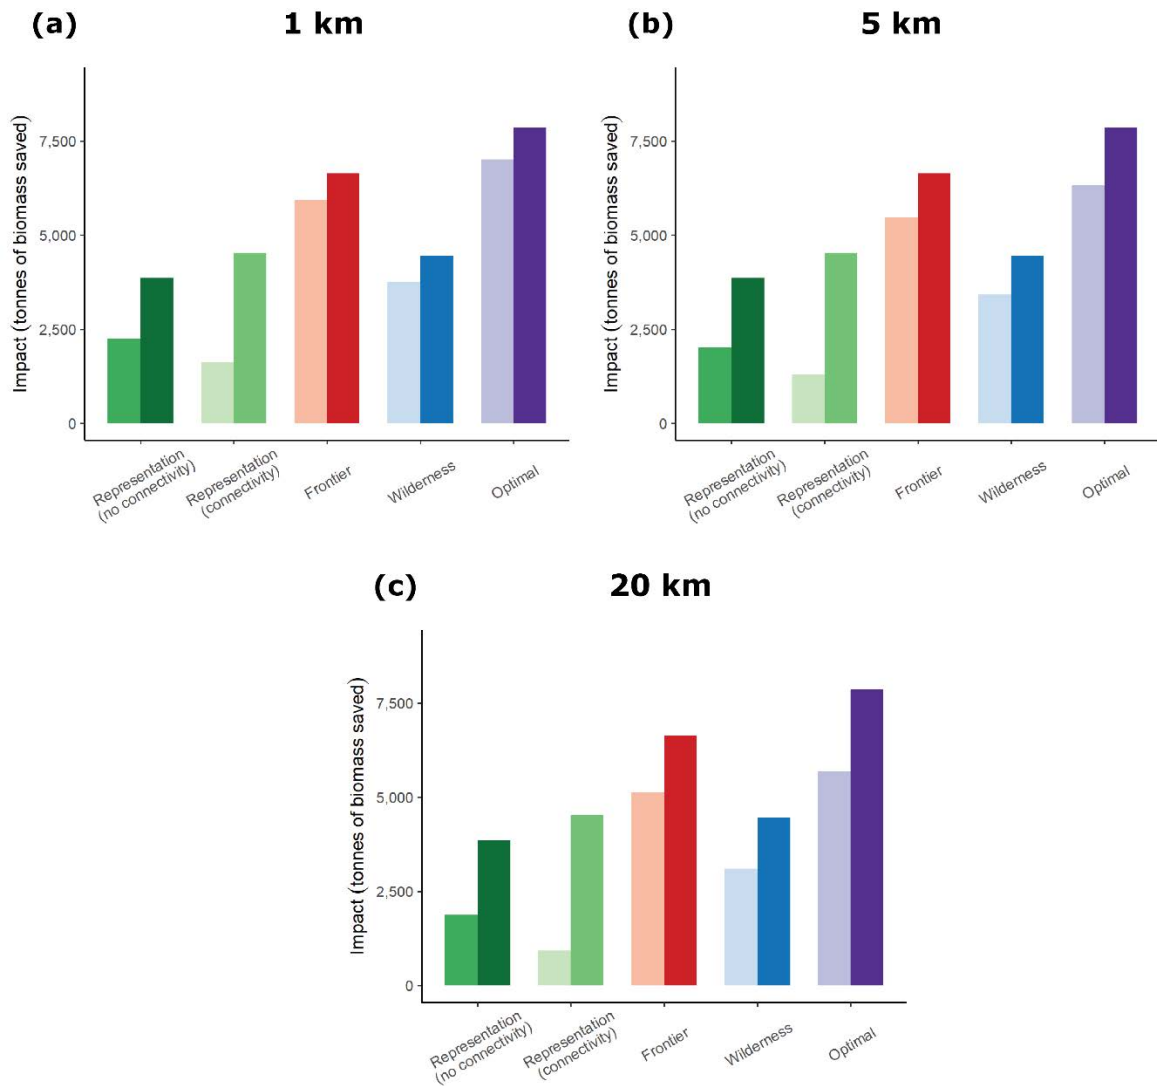 (a) 1 km
Impact (tonnes of biomass saved)
7,500
5,000
2,500
0
Representation
(no connectivity)
Representation
(connectivity)
Frontier
Wilderness
Optimal
(b) 5 km
Impact (tonnes of biomass saved)
7,500
5,000
2,500
0
Representation
(no connectivity)
Representation
(connectivity)
Frontier
Wilderness
Optimal
(c) 20 km
Impact (tonnes of biomass saved)
7,500
5,000
2,500
0
Representation
(no connectivity)
Representation
(connectivity)
Frontier
Wilderness
Optimal